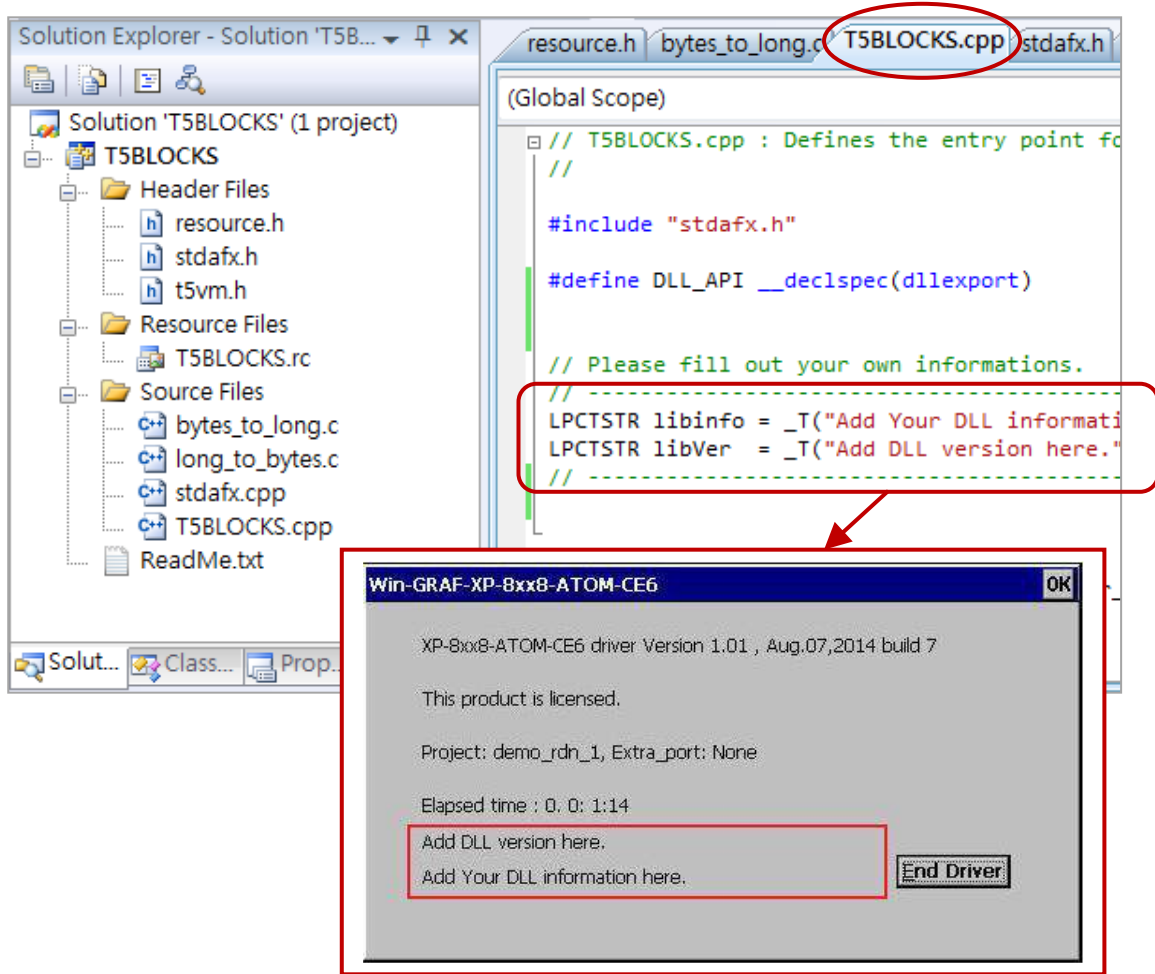 Solution Explorer - Solution 'T5B...
Solution 'T5BLOCKS' (1 project)
T5BLOCKS
Header Files
resource.h
stdafx.h
t5vm.h
Resource Files
T5BLOCKS.rc
Source Files
bytes_to_long.c
long_to_bytes.c
stdafx.cpp
T5BLOCKS.cpp
ReadMe.txt
Solut... Class... Prop...
resource.h bytes_to_long.c T5BLOCKS.cpp stdafx.h
(Global Scope)
// T5BLOCKS.cpp : Defines the entry point fo
//
#include "stdafx.h"
#define DLL_API __declspec(dllexport)
// Please fill out your own informations.
// -----------------------------------------
LPCTSTR libinfo = _T("Add Your DLL informati
LPCTSTR libVer  = _T("Add DLL version here."
// -----------------------------------------
Win-GRAF-XP-8xx8-ATOM-CE6 OK
XP-8xx8-ATOM-CE6 driver Version 1.01 , Aug.07,2014 build 7
This product is licensed.
Project: demo_rdn_1, Extra_port: None
Elapsed time : 0. 0: 1:14
Add DLL version here.
Add Your DLL information here.
End Driver